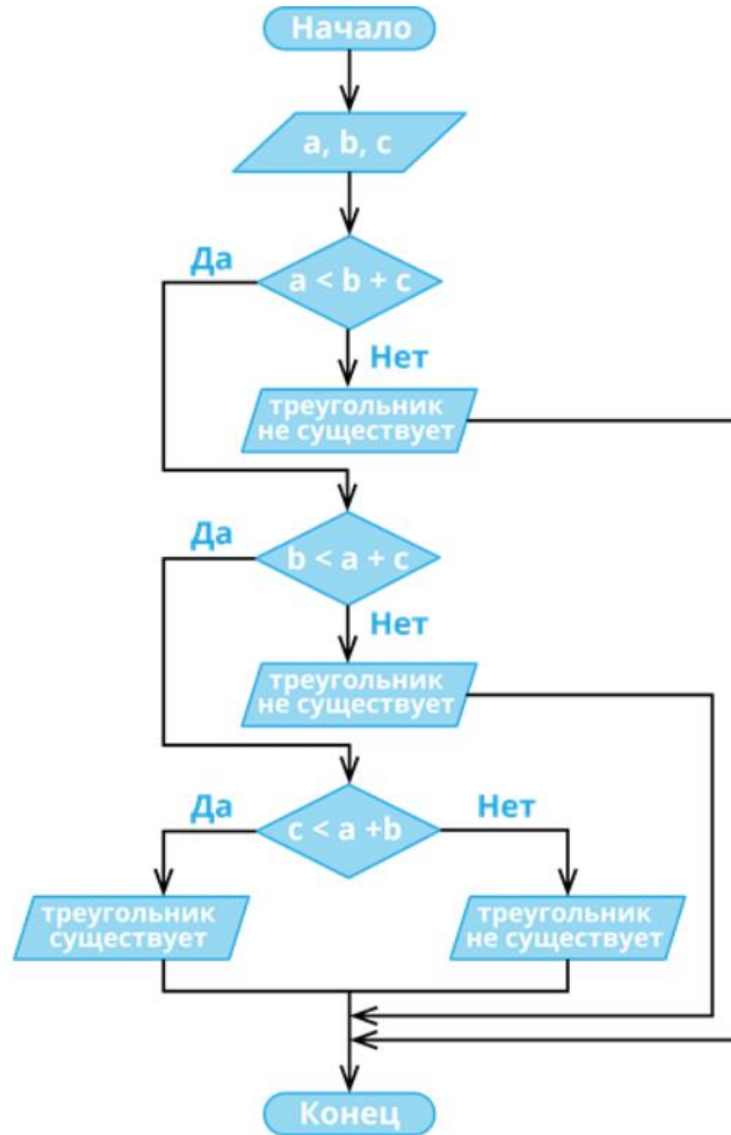 Начало
a, b, c
Да
a < b + c
Нет
треугольник
не существует
Да
b < a + c
Нет
треугольник
не существует
Да
c < a +b
Нет
треугольник
существует
треугольник
не существует
Конец